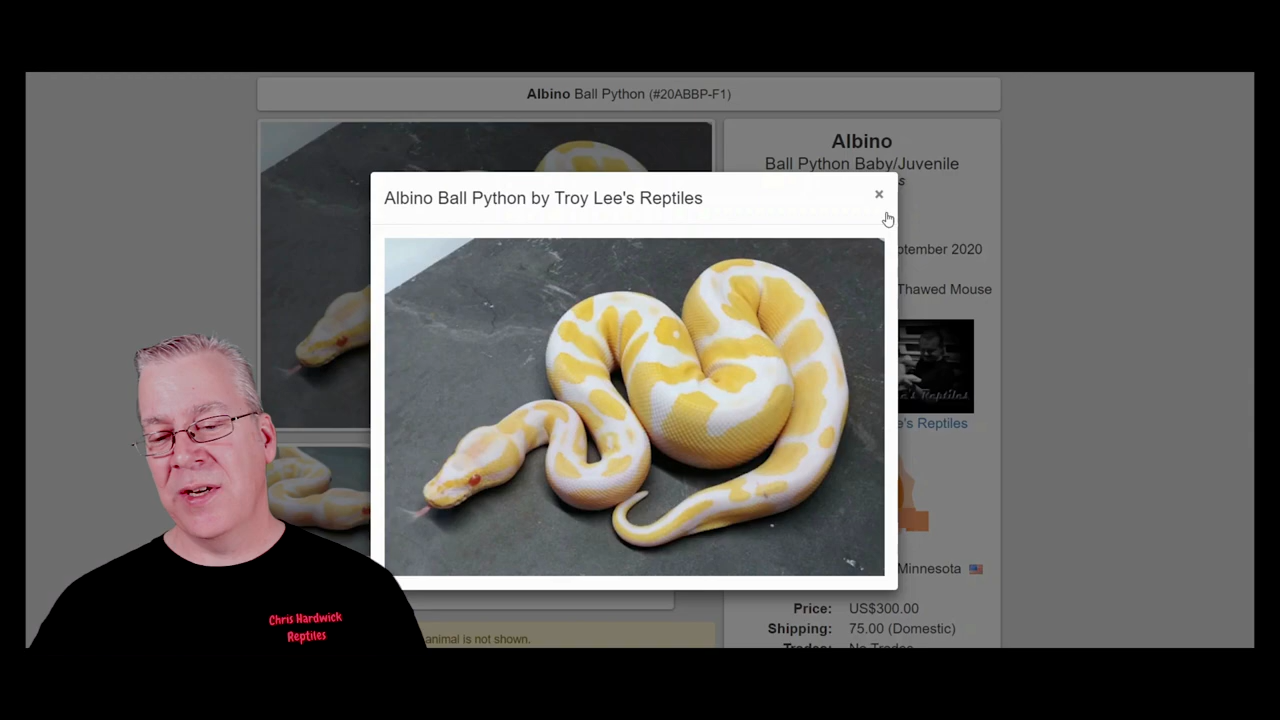 Albino Ball Python (#20ABBP-F1)
Albino
Ball Python Baby/Juvenile
Albino Ball Python by Troy Lee's Reptiles
×
2020
Thawed Mouse
Reptiles
Minnesota
Price: US$300.00
Shipping: 75.00 (Domestic)
animal is not shown.
Chris Hardwick
Reptiles